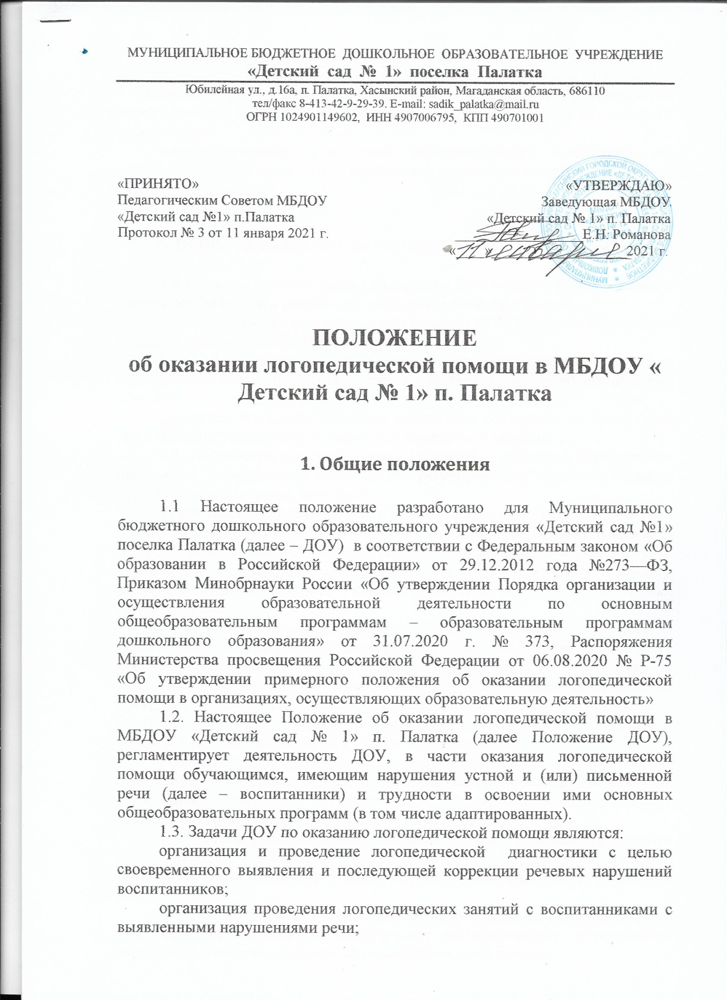 МУНИЦИПАЛЬНОЕ БЮДЖЕТНОЕ ДОШКОЛЬНОЕ ОБРАЗОВАТЕЛЬНОЕ УЧРЕЖДЕНИЕ
«Детский сад № 1» поселка Палатка
Юбилейная ул., д.16а, п. Палатка, Хасынский район, Магаданская область, 686110
тел/факс 8-413-42-9-29-39. E-mail: sadik_palatka@mail.ru
ОГРН 1024901149602, ИНН 4907006795, КПП 490701001
«ПРИНЯТО»
Педагогическим Советом МБДОУ
«Детский сад №1» п.Палатка
Протокол № 3 от 11 января 2021 г.
«УТВЕРЖДАЮ»
Заведующая МБДОУ
«Детский сад № 1» п. Палатка
Е.Н. Романова
«11» января 2021 г.
ПОЛОЖЕНИЕ
об оказании логопедической помощи в МБДОУ «
Детский сад № 1» п. Палатка
1. Общие положения
1.1 Настоящее положение разработано для Муниципального
бюджетного дошкольного образовательного учреждения «Детский сад №1»
поселка Палатка (далее – ДОУ) в соответствии с Федеральным законом «Об
образовании в Российской Федерации» от 29.12.2012 года №273—ФЗ,
Приказом Минобрнауки России «Об утверждении Порядка организации и
осуществления образовательной деятельности по основным
общеобразовательным программам – образовательным программам
дошкольного образования» от 31.07.2020 г. № 373, Распоряжения
Министерства просвещения Российской Федерации от 06.08.2020 № Р-75
«Об утверждении примерного положения об оказании логопедической
помощи в организациях, осуществляющих образовательную деятельность»
1.2. Настоящее Положение об оказании логопедической помощи в
МБДОУ «Детский сад № 1» п. Палатка (далее Положение ДОУ),
регламентирует деятельность ДОУ, в части оказания логопедической
помощи обучающимся, имеющим нарушения устной и (или) письменной
речи (далее – воспитанники) и трудности в освоении ими основных
общеобразовательных программ (в том числе адаптированных).
1.3. Задачи ДОУ по оказанию логопедической помощи являются:
организация и проведение логопедической диагностики с целью
своевременного выявления и последующей коррекции речевых нарушений
воспитанников;
организация проведения логопедических занятий с воспитанниками с
выявленными нарушениями речи;